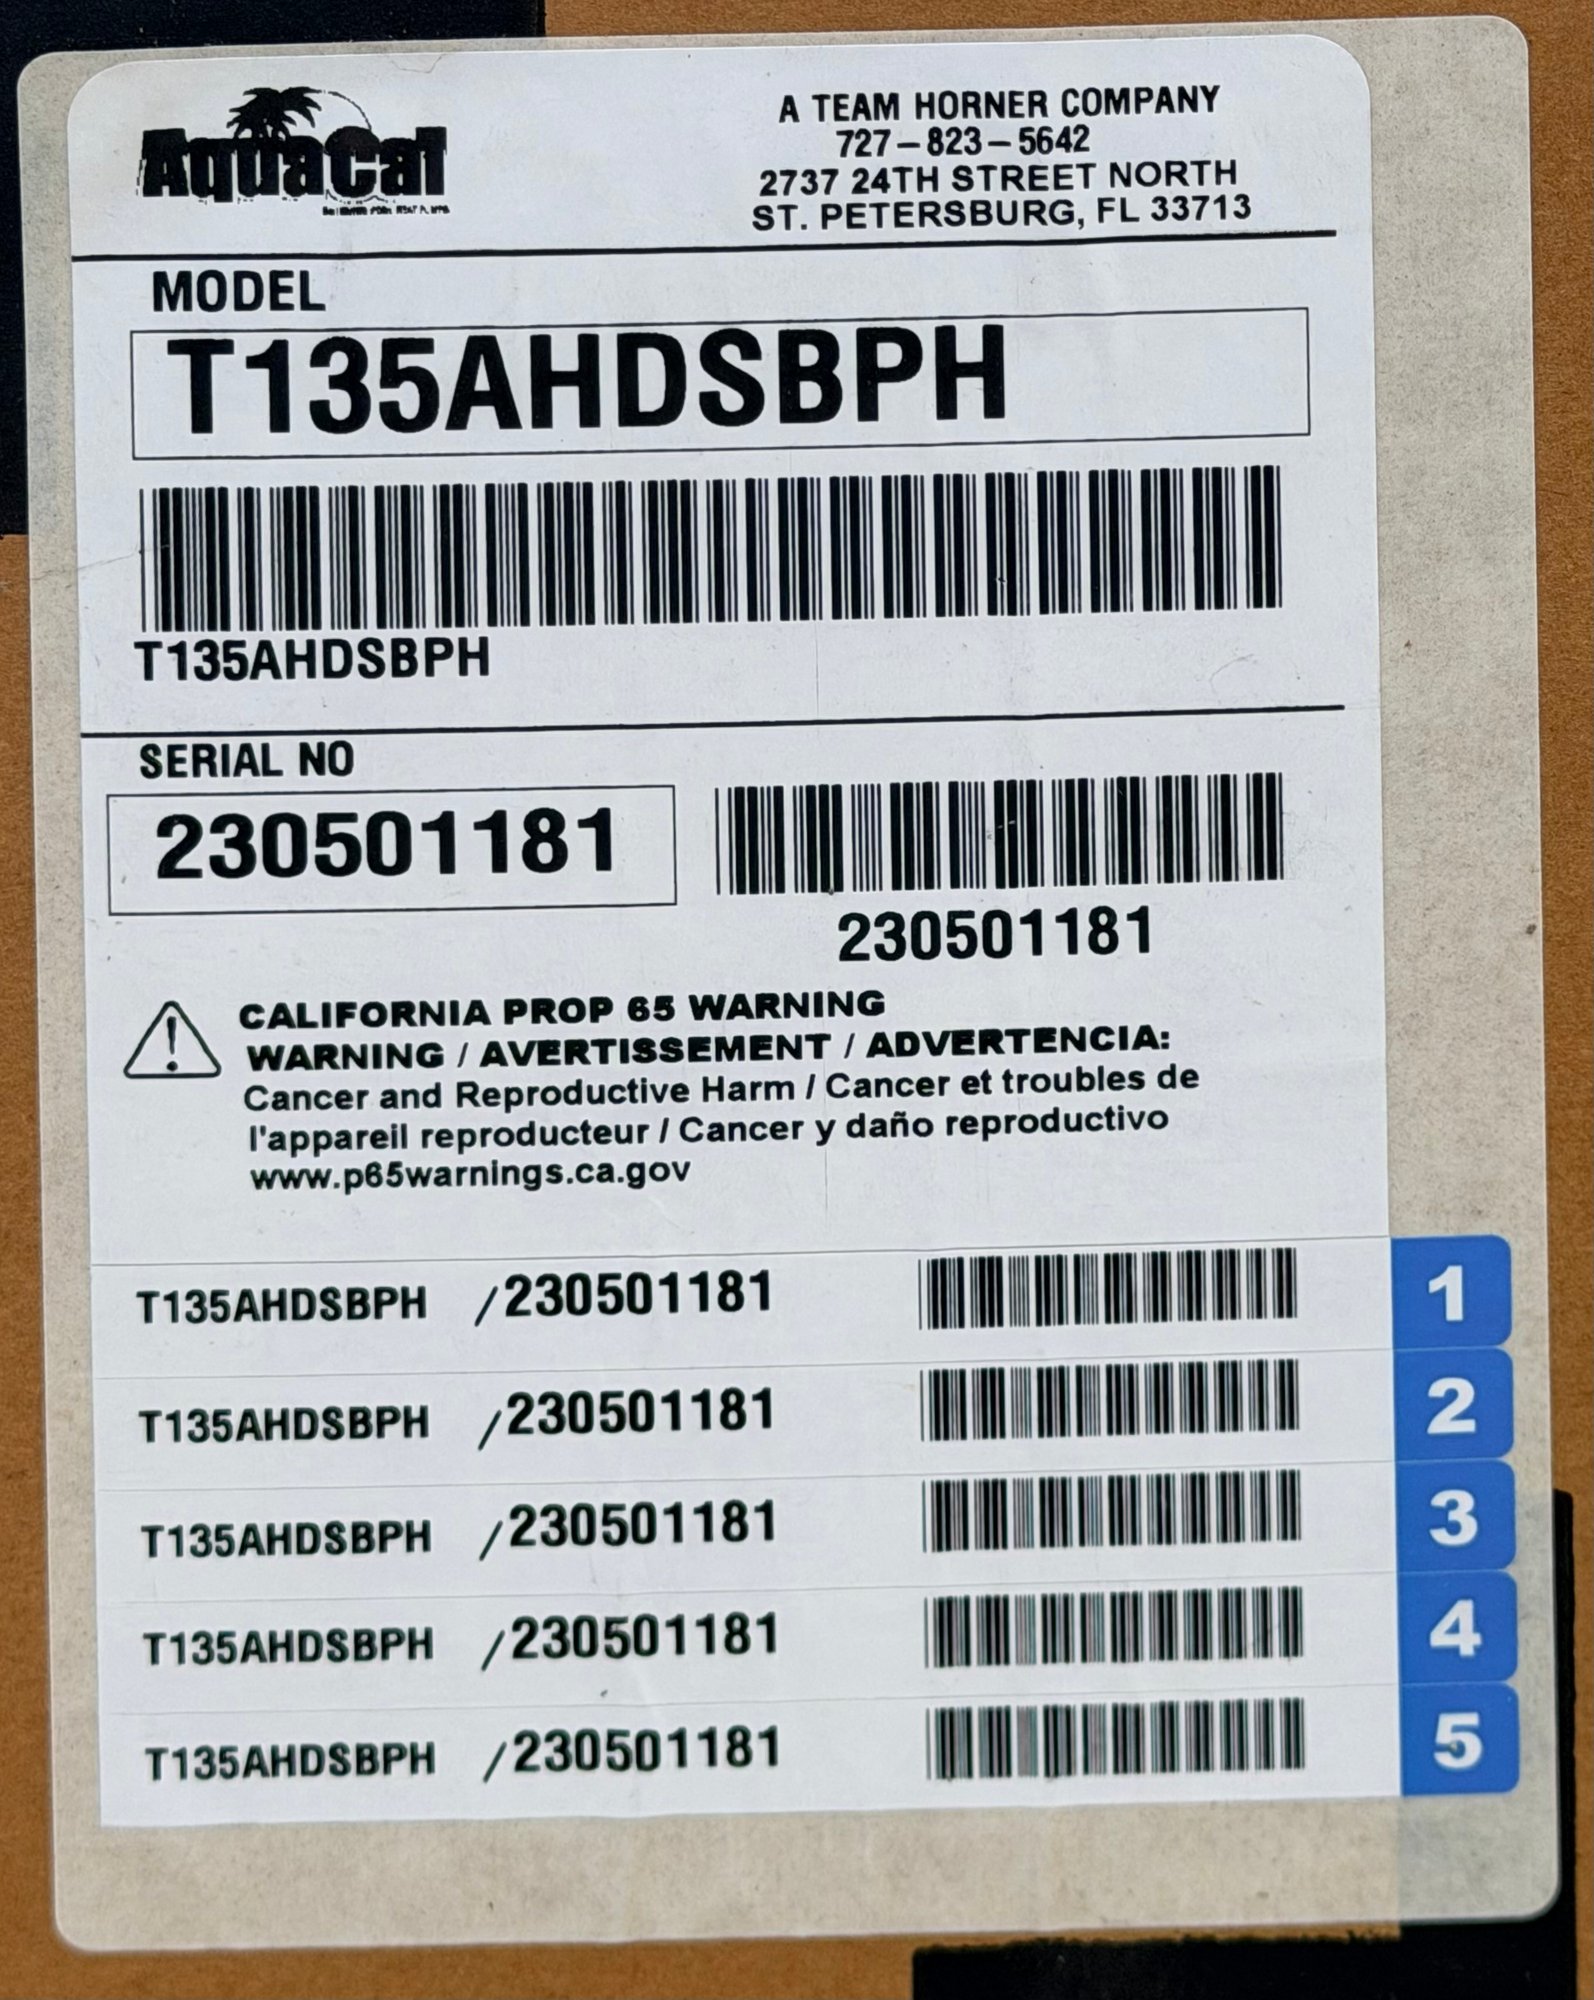 AquaCal
A TEAM HORNER COMPANY
727-823-5642
2737 24TH STREET NORTH
ST. PETERSBURG, FL 33713
MODEL
T135AHDSBPH
T135AHDSBPH
SERIAL NO
230501181
230501181
CALIFORNIA PROP 65 WARNING
WARNING / AVERTISSEMENT / ADVERTENCIA:
Cancer and Reproductive Harm / Cancer et troubles de
l'appareil reproducteur / Cancer y daño reproductivo
www.p65warnings.ca.gov
T135AHDSBPH /230501181 1
T135AHDSBPH /230501181 2
T135AHDSBPH /230501181 3
T135AHDSBPH /230501181 4
T135AHDSBPH /230501181 5